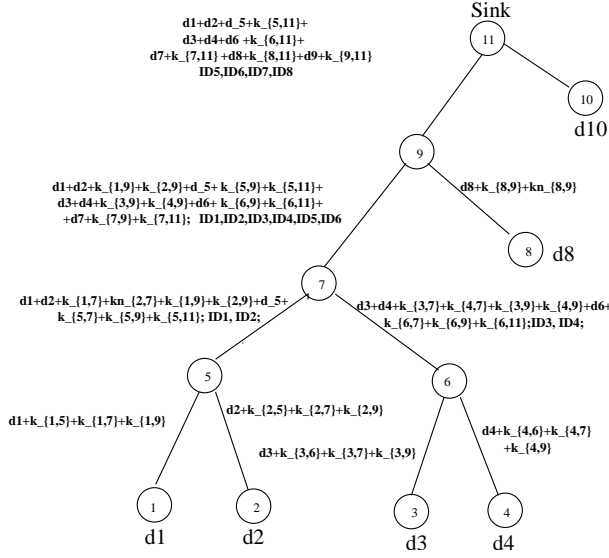 Sink
d1+d2+d_5+k_{5,11}+
d3+d4+d6 +k_{6,11}+
d7+k_{7,11} +d8+k_{8,11}+d9+k_{9,11}
ID5,ID6,ID7,ID8
11
10
d10
9
d1+d2+k_{1,9}+k_{2,9}+d_5+ k_{5,9}+k_{5,11}+
d3+d4+k_{3,9}+k_{4,9}+d6+ k_{6,9}+k_{6,11}+
+d7+k_{7,9}+k_{7,11}; ID1,ID2,ID3,ID4,ID5,ID6
d8+k_{8,9}+kn_{8,9}
8
d8
7
d1+d2+k_{1,7}+kn_{2,7}+k_{1,9}+k_{2,9}+d_5+
k_{5,7}+k_{5,9}+k_{5,11}; ID1, ID2;
d3+d4+k_{3,7}+k_{4,7}+k_{3,9}+k_{4,9}+d6+
k_{6,7}+k_{6,9}+k_{6,11};ID3, ID4;
5
6
d1+k_{1,5}+k_{1,7}+k_{1,9}
d2+k_{2,5}+k_{2,7}+k_{2,9}
d3+k_{3,6}+k_{3,7}+k_{3,9}
d4+k_{4,6}+k_{4,7}
+k_{4,9}
1
2
3
4
d1
d2
d3
d4